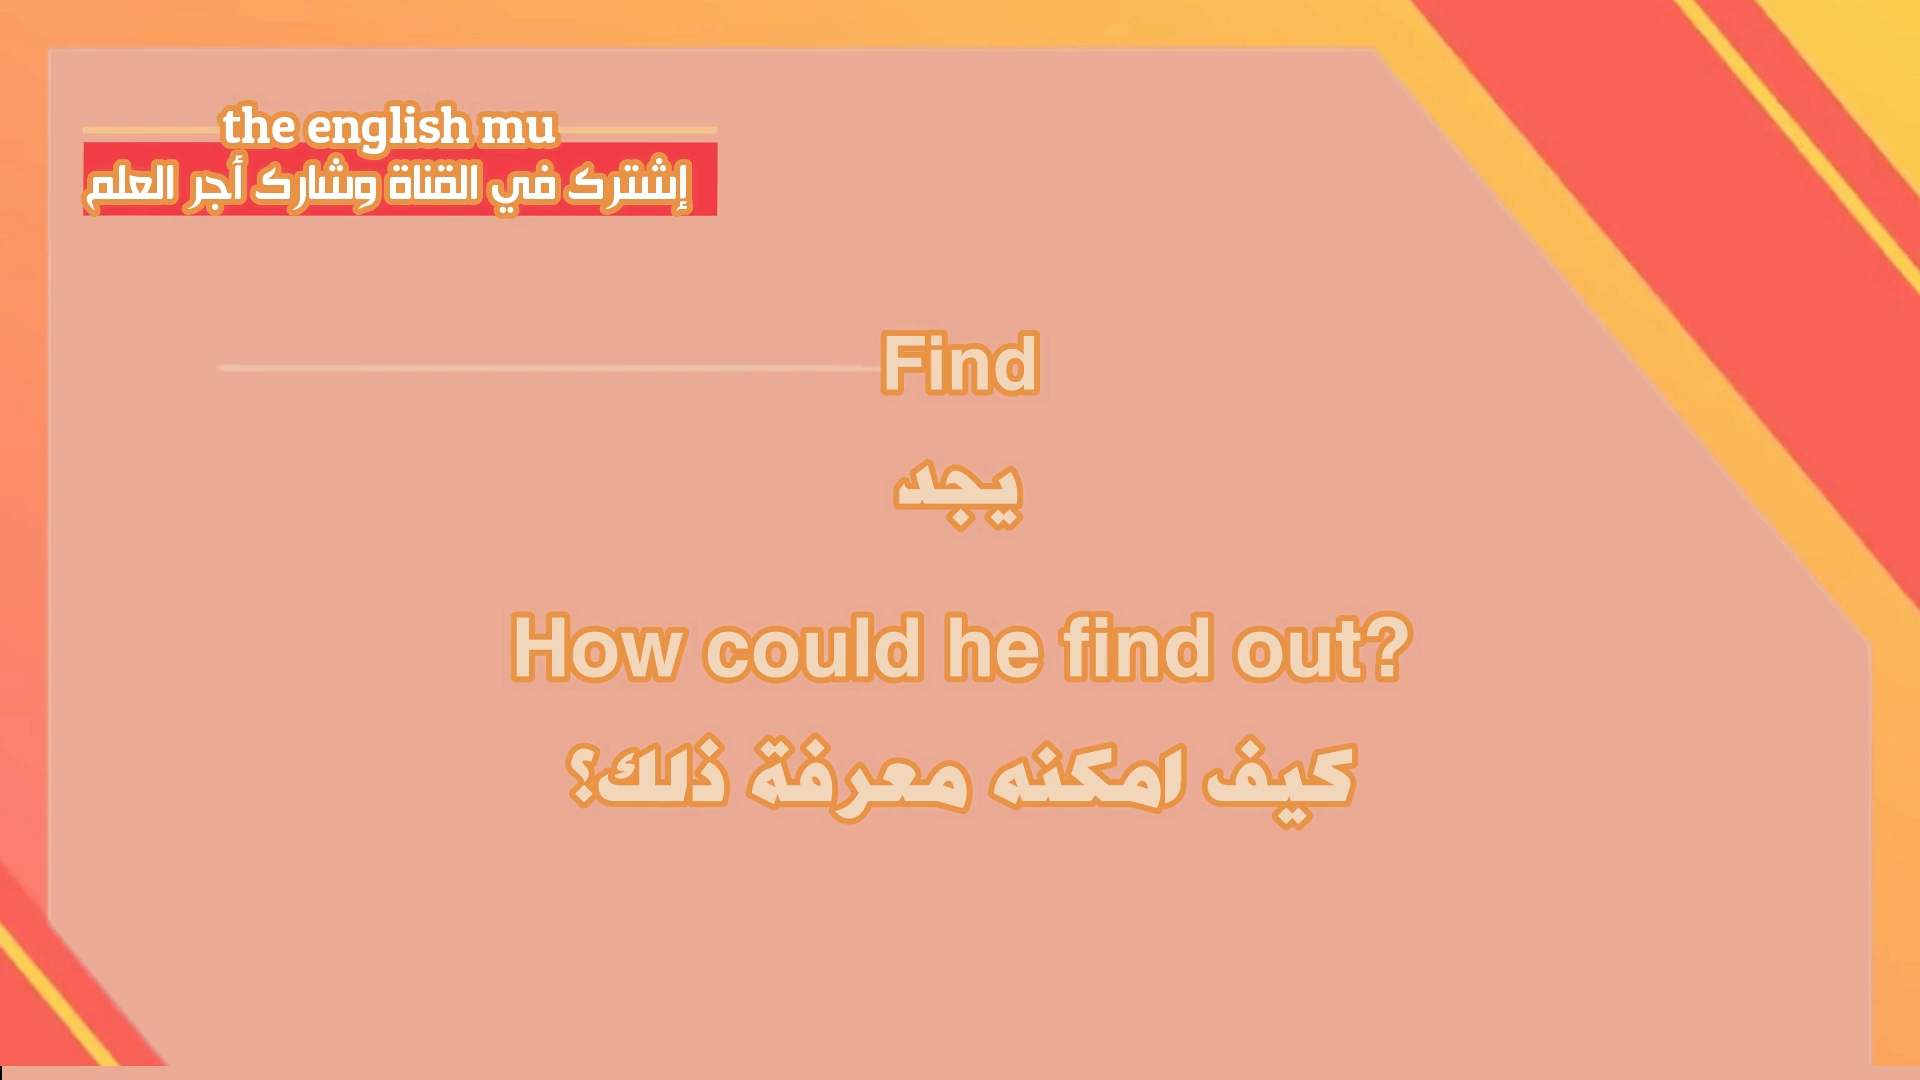 the english mu
إشترك في القناة وشارك أجر العلم
Find
يجد
How could he find out?
كيف امكنه معرفة ذلك؟